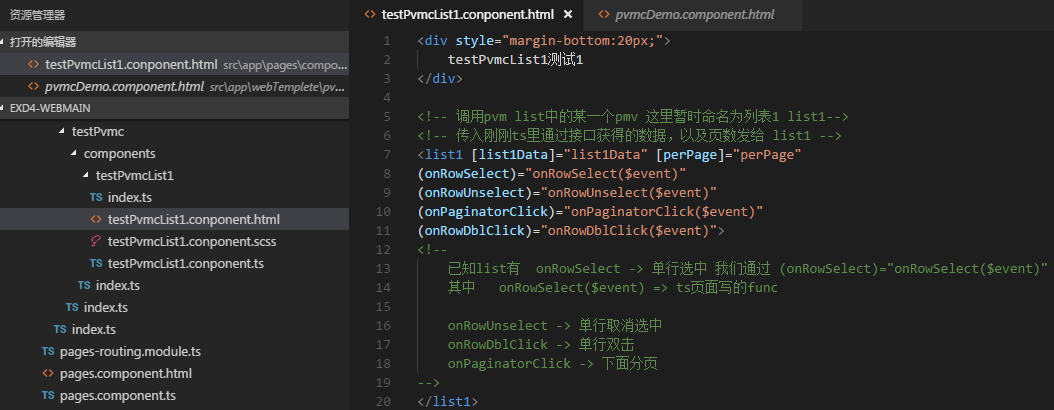 资源管理器
打开的编辑器
testPvmcList1.conponent.html src\app\pages\compo...
pvmcDemo.component.html src\app\webTemplete\pv...
EXD4-WEBMAIN
testPvmc
components
testPvmcList1
TS index.ts
<> testPvmcList1.conponent.html
testPvmcList1.conponent.scss
TS testPvmcList1.conponent.ts
TS index.ts
TS index.ts
TS index.ts
TS pages-routing.module.ts
<> pages.component.html
TS pages.component.ts
<> testPvmcList1.conponent.html × <> pvmcDemo.component.html
1 <div style="margin-bottom:20px;">
2 testPvmcList1测试1
3 </div>
4
5 <!-- 调用pvm list中的某一个pmv 这里暂时命名为列表1 list1-->
6 <!-- 传入刚刚ts里通过接口获得的数据，以及页数发给 list1 -->
7 <list1 [list1Data]="list1Data" [perPage]="perPage"
8 (onRowSelect)="onRowSelect($event)"
9 (onRowUnselect)="onRowUnselect($event)"
10 (onPaginatorClick)="onPaginatorClick($event)"
11 (onRowDblClick)="onRowDblClick($event)">
12 <!--
13 已知list有 onRowSelect -> 单行选中 我们通过 (onRowSelect)="onRowSelect($event)"
14 其中 onRowSelect($event) => ts页面写的func
15
16 onRowUnselect -> 单行取消选中
17 onRowDblClick -> 单行双击
18 onPaginatorClick -> 下面分页
19 -->
20 </list1>